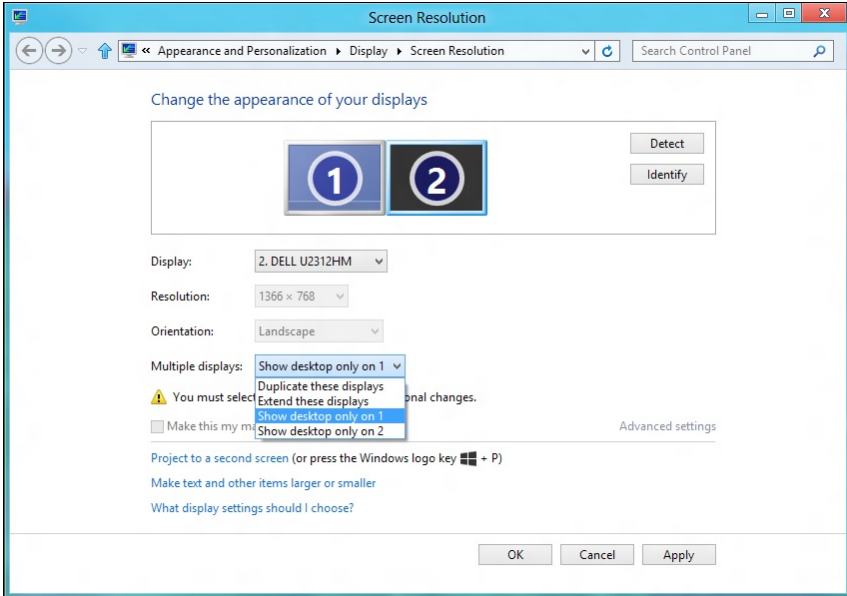 Screen Resolution
« Appearance and Personalization Display Screen Resolution Search Control Panel
Change the appearance of your displays
1 2
Detect
Identify
Display: 2. DELL U2312HM
Resolution: 1366 × 768
Orientation: Landscape
Multiple displays: Show desktop only on 1
Duplicate these displays
You must selec onal changes.
Extend these displays
Show desktop only on 1
Make this my ma Advanced settings
Show desktop only on 2
Project to a second screen (or press the Windows logo key + P)
Make text and other items larger or smaller
What display settings should I choose?
OK Cancel Apply